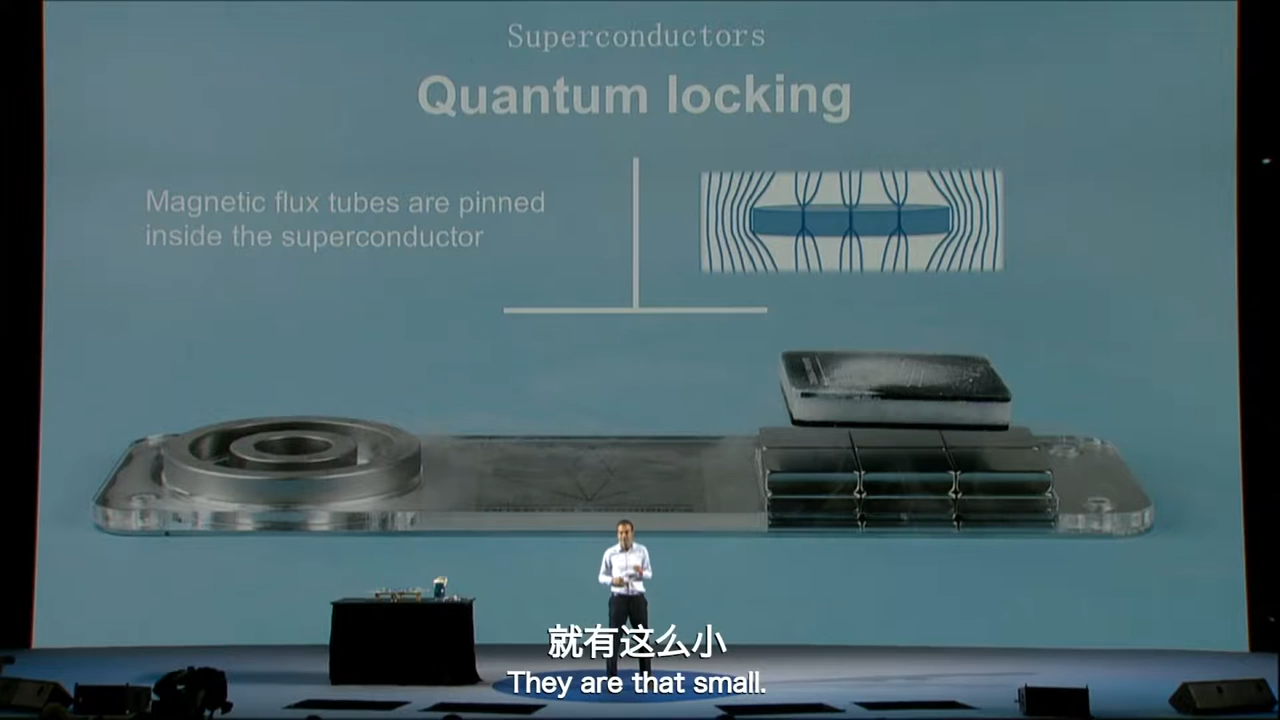 Superconductors
Quantum locking
Magnetic flux tubes are pinned
inside the superconductor
就有这么小
They are that small.